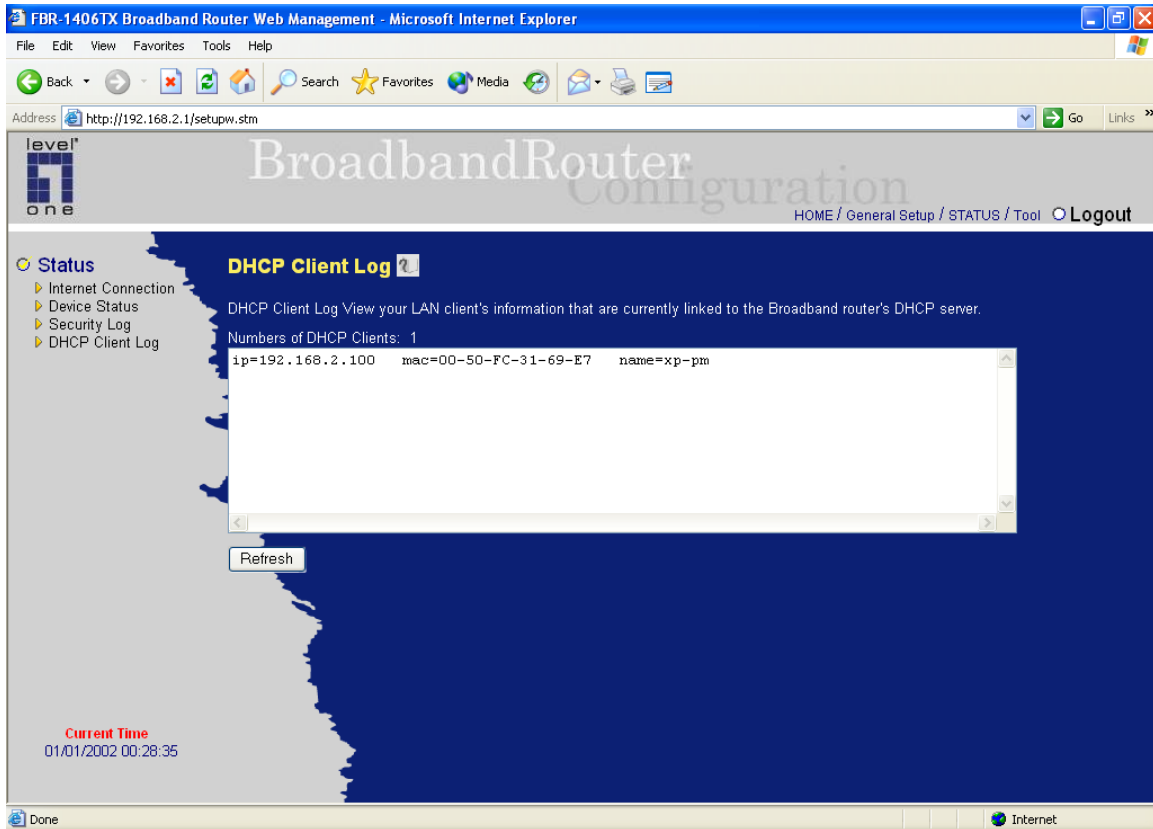 FBR-1406TX Broadband Router Web Management - Microsoft Internet Explorer
File Edit View Favorites Tools Help
Back Search Favorites Media
Address http://192.168.2.1/setupw.stm Go Links »
level
one
BroadbandRouter
Configuration
HOME / General Setup / STATUS / Tool Logout
Status
Internet Connection
Device Status
Security Log
DHCP Client Log
DHCP Client Log
DHCP Client Log View your LAN client's information that are currently linked to the Broadband router's DHCP server.
Numbers of DHCP Clients: 1
ip=192.168.2.100 mac=00-50-FC-31-69-E7 name=xp-pm
Refresh
Current Time
01/01/2002 00:28:35
Done Internet